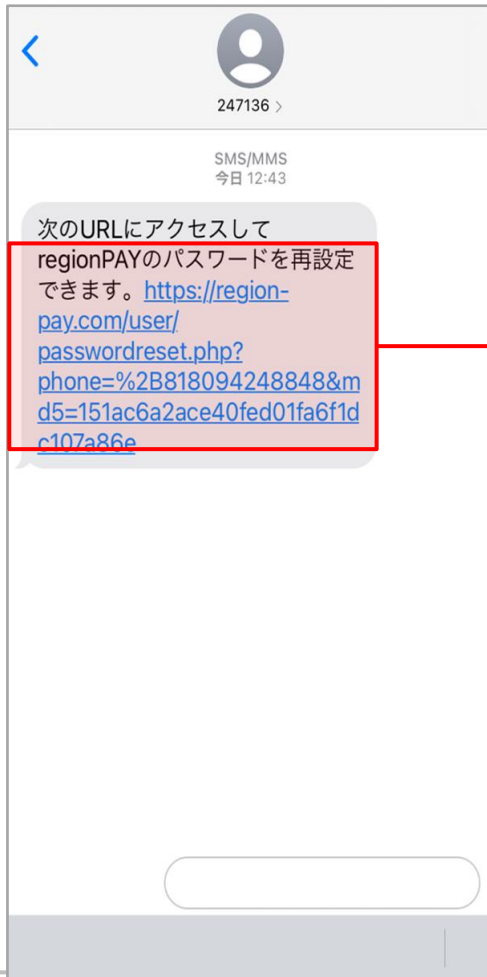 247136 >
SMS/MMS
今日 12:43
次のURLにアクセスして
regionPAYのパスワードを再設定
できます。https://region-
pay.com/user/
passwordreset.php?
phone=%2B818094248848&m
d5=151ac6a2ace40fed01fa6f1d
c107a86e